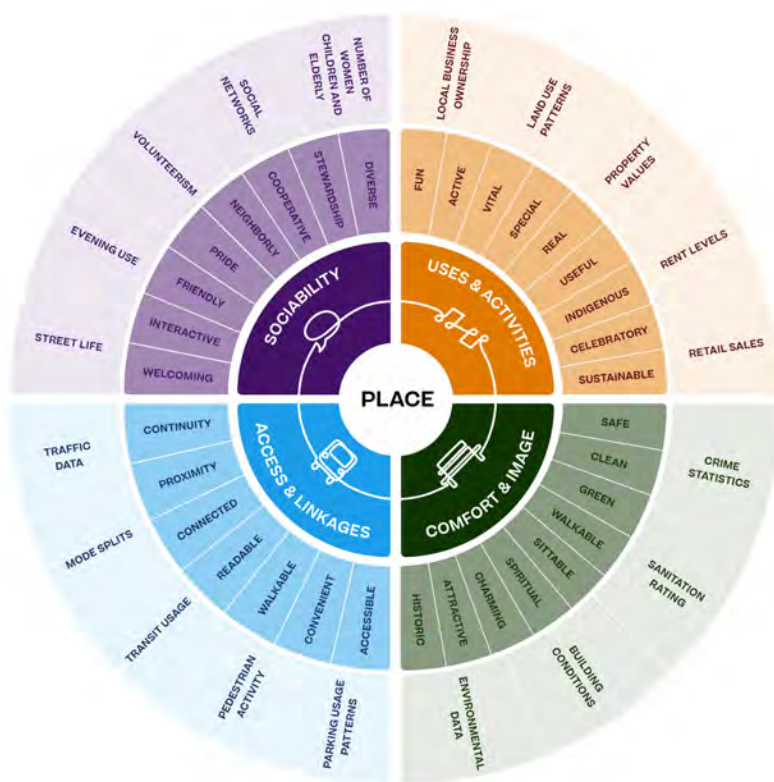 PLACE
SOCIABILITY
DIVERSE
STEWARDSHIP
COOPERATIVE
NEIGHBORLY
PRIDE
FRIENDLY
INTERACTIVE
WELCOMING
NUMBER OF
WOMEN
CHILDREN AND
ELDERLY
SOCIAL
NETWORKS
VOLUNTEERISM
EVENING USE
STREET LIFE
USES & ACTIVITIES
FUN
ACTIVE
VITAL
SPECIAL
REAL
USEFUL
INDIGENOUS
CELEBRATORY
SUSTAINABLE
LOCAL BUSINESS
OWNERSHIP
LAND USE
PATTERNS
PROPERTY
VALUES
RENT LEVELS
RETAIL SALES
ACCESS & LINKAGES
CONTINUITY
PROXIMITY
CONNECTED
READABLE
WALKABLE
CONVENIENT
ACCESSIBLE
TRAFFIC
DATA
MODE SPLITS
TRANSIT USAGE
PEDESTRIAN
ACTIVITY
PARKING USAGE
PATTERNS
COMFORT & IMAGE
SAFE
CLEAN
GREEN
WALKABLE
SITTABLE
SPIRITUAL
CHARMING
ATTRACTIVE
HISTORIC
CRIME
STATISTICS
SANITATION
RATING
BUILDING
CONDITIONS
ENVIRONMENTAL
DATA